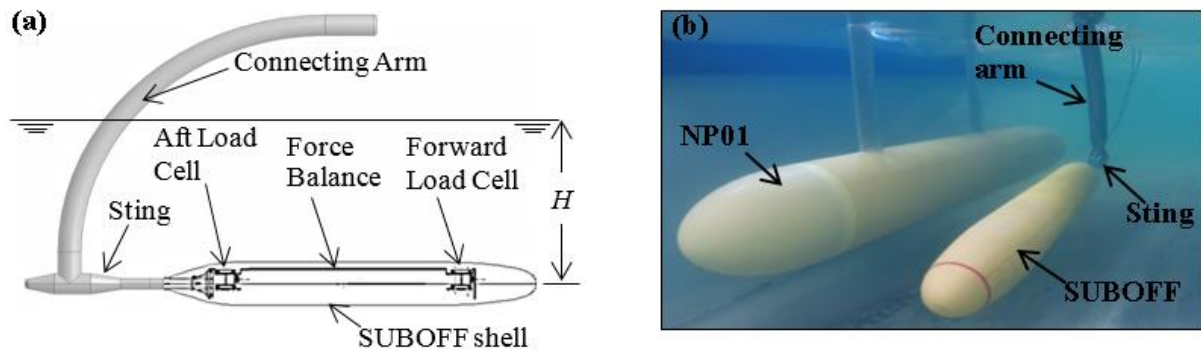 (a)
Connecting Arm
Aft Load
Cell
Force
Balance
Forward
Load Cell
H
Sting
SUBOFF shell
(b)
Connecting
arm
NP01
Sting
SUBOFF